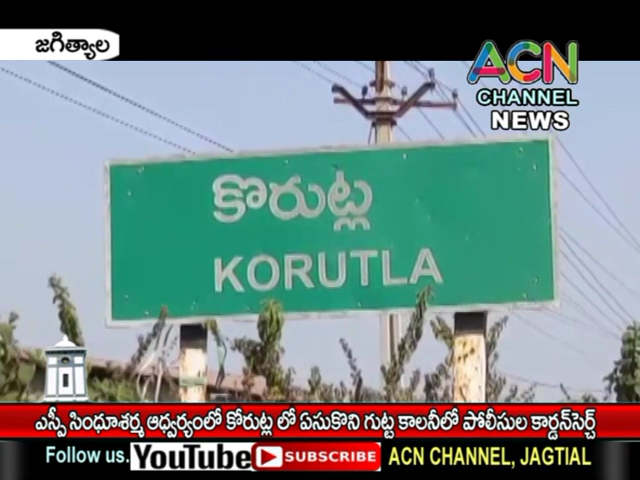 జగిత్యాల
ACN
CHANNEL
NEWS
కొరుట్ల
KORUTLA
ఎస్పీ సింధూశర్మ ఆధ్వర్యంలో కోరుట్ల లో ఏసుకొని గుట్ట కాలనీలో పోలీసుల కార్డన్‌సెర్చ్
Follow us. YouTube SUBSCRIBE ACN CHANNEL, JAGTIAL